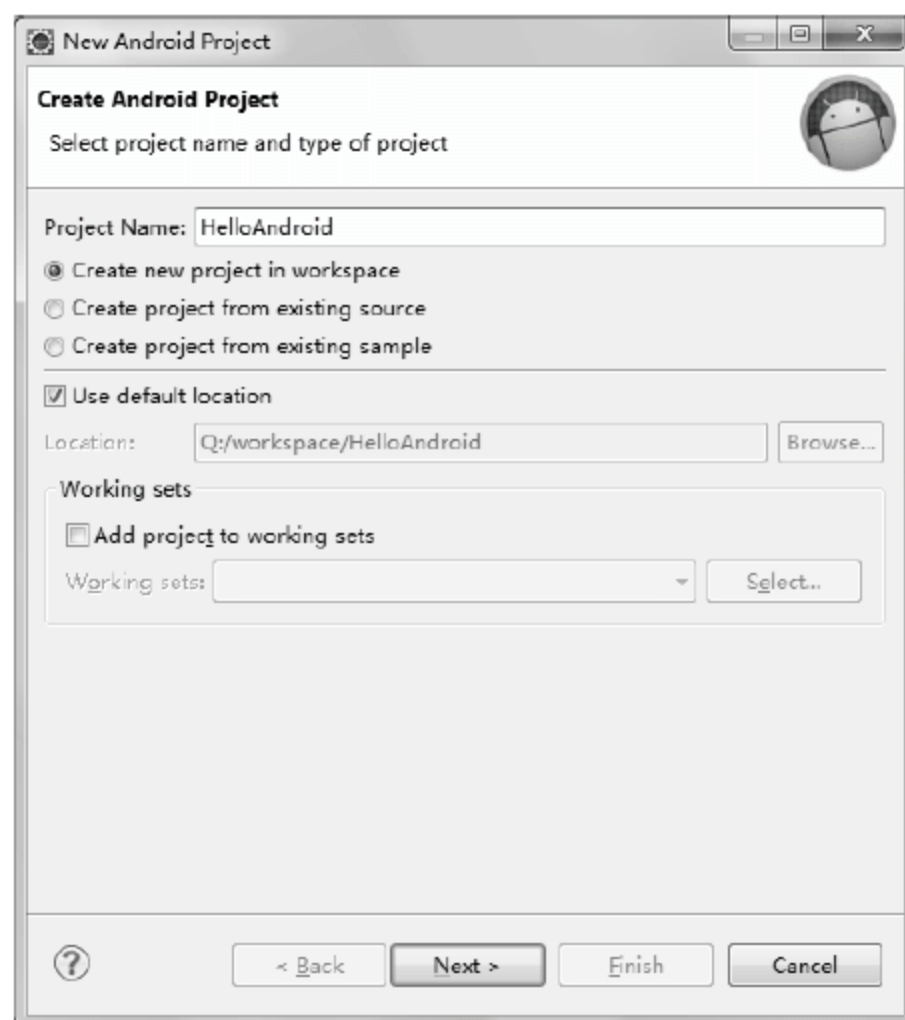 New Android Project
Create Android Project
Select project name and type of project
Project Name: HelloAndroid
Create new project in workspace
Create project from existing source
Create project from existing sample
Use default location
Location: Q:/workspace/HelloAndroid Browse...
Working sets
Add project to working sets
Working sets: Select...
? < Back Next > Finish Cancel